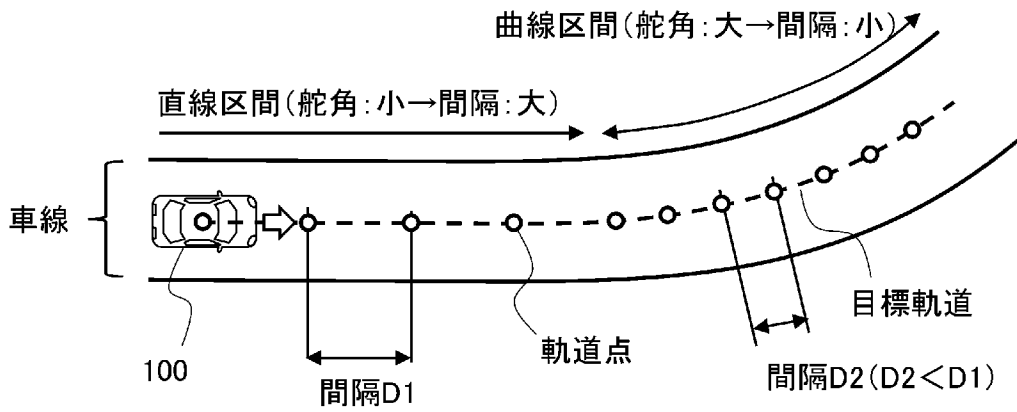 曲線区間(舵角:大→間隔:小)
直線区間(舵角:小→間隔:大)
車線
100
間隔D1
軌道点
目標軌道
間隔D2(D2<D1)